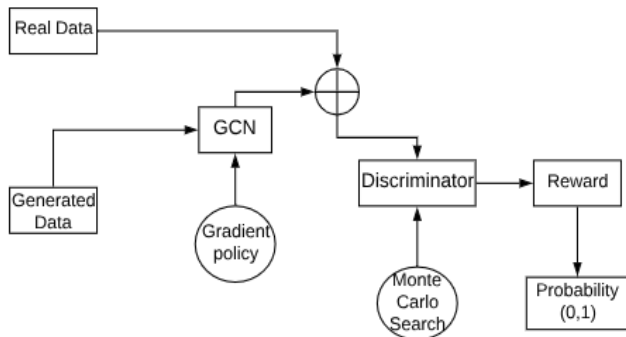 Real Data
GCN
Generated
Data
Gradient
policy
Discriminator
Reward
Monte
Carlo
Search
Probability
(0,1)